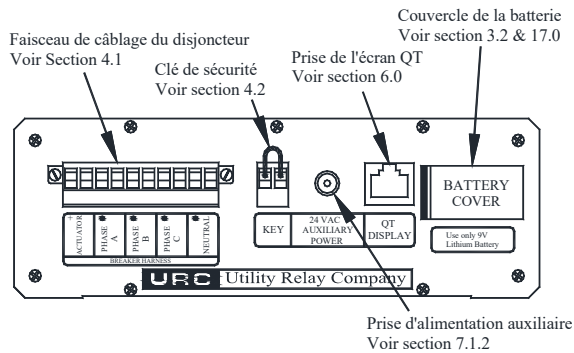 Couvercle de la batterie
Voir section 3.2 & 17.0
Faisceau de câblage du disjoncteur
Voir Section 4.1
Prise de l'écran QT
Voir section 6.0
Clé de sécurité
Voir section 4.2
BATTERY
COVER
ACTUATOR +
PHASE
A
PHASE
B
PHASE
C
NEUTRAL
BREAKER HARNESS
KEY
24 VAC
AUXILIARY
POWER
QT
DISPLAY
Use only 9V
Lithium Battery
URC Utility Relay Company
Prise d'alimentation auxiliaire
Voir section 7.1.2